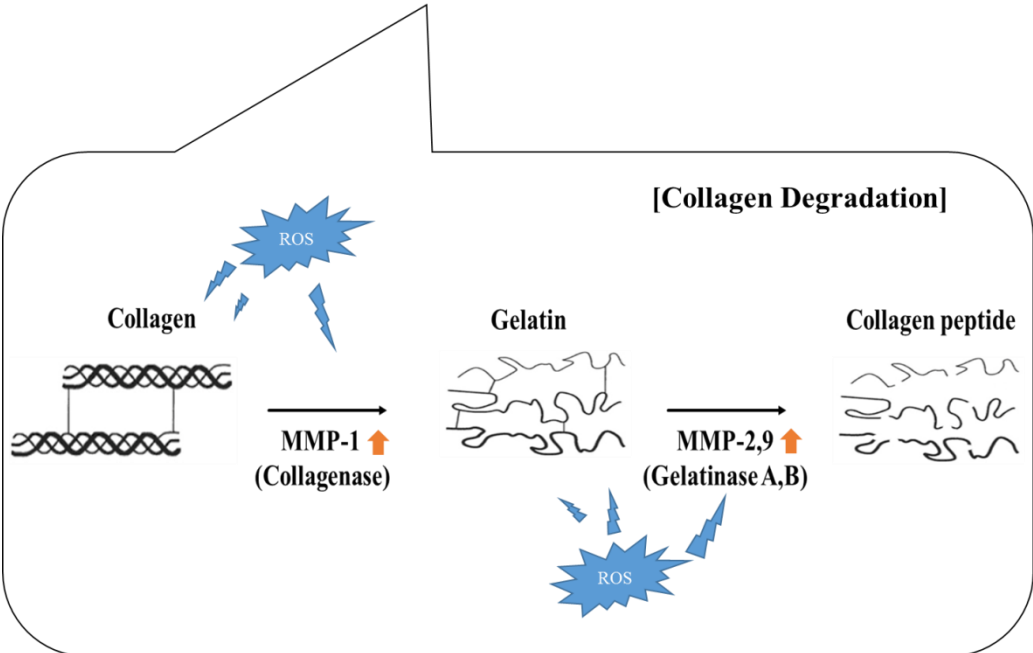 [Collagen Degradation]
ROS
Collagen
Gelatin
Collagen peptide
MMP-1
(Collagenase)
MMP-2,9
(Gelatinase A,B)
ROS